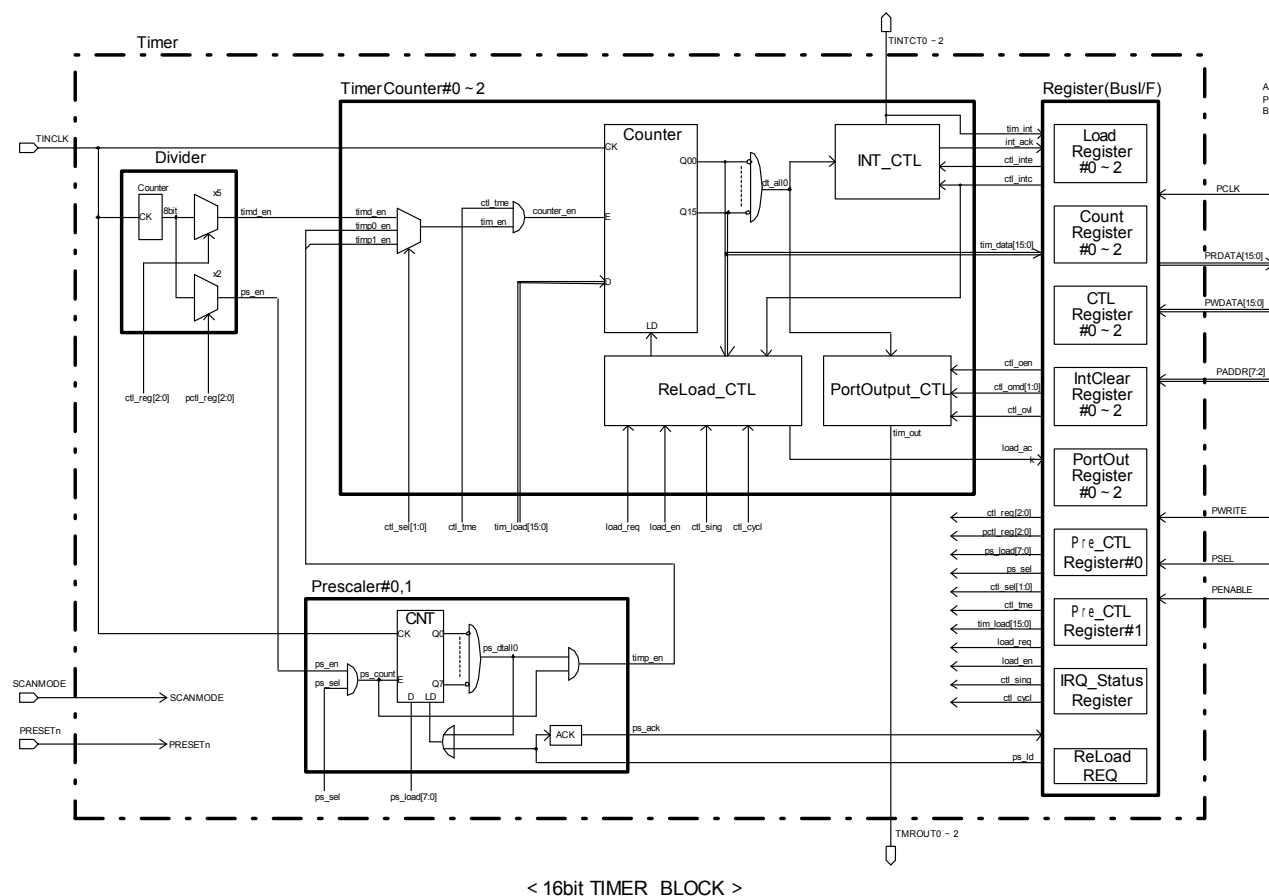 Timer
TINTCT0 ~ 2
TimerCounter#0 ~ 2
Register(BusI/F)
A
P
B
TINCLK
Divider
Counter
CK
8bit
x5
timd_en
x2
ps_en
ctl_reg[2:0]
pctl_reg[2:0]
timd_en
timp0_en
timp1_en
ctl_tme
tim_en
counter_en
Counter
CK
E
D
LD
Q00
Q15
dt_all0
INT_CTL
tim_int
int_ack
ctl_inte
ctl_intc
tim_data[15:0]
ReLoad_CTL
PortOutput_CTL
ctl_oen
ctl_omd[1:0]
ctl_ovl
tim_out
load_ac
k
ctl_sel[1:0]
ctl_tme
tim_load[15:0]
load_req
load_en
ctl_sing
ctl_cycl
Load
Register
#0 ~ 2
Count
Register
#0 ~ 2
CTL
Register
#0 ~ 2
IntClear
Register
#0 ~ 2
PortOut
Register
#0 ~ 2
Pre_CTL
Register#0
Pre_CTL
Register#1
IRQ_Status
Register
ReLoad
REQ
PCLK
PRDATA[15:0]
PWDATA[15:0]
PADDR[7:2]
PWRITE
PSEL
PENABLE
ctl_reg[2:0]
pctl_reg[2:0]
ps_load[7:0]
ps_sel
ctl_sel[1:0]
ctl_tme
tim_load[15:0]
load_req
load_en
ctl_sing
ctl_cycl
Prescaler#0,1
CNT
CK
E
D
LD
Q0
Q7
ps_en
ps_sel
ps_count
ps_dtall0
timp_en
ACK
ps_ack
ps_ld
ps_sel
ps_load[7:0]
SCANMODE
SCANMODE
PRESETn
PRESETn
TMROUT0 ~ 2
< 16bit TIMER BLOCK >